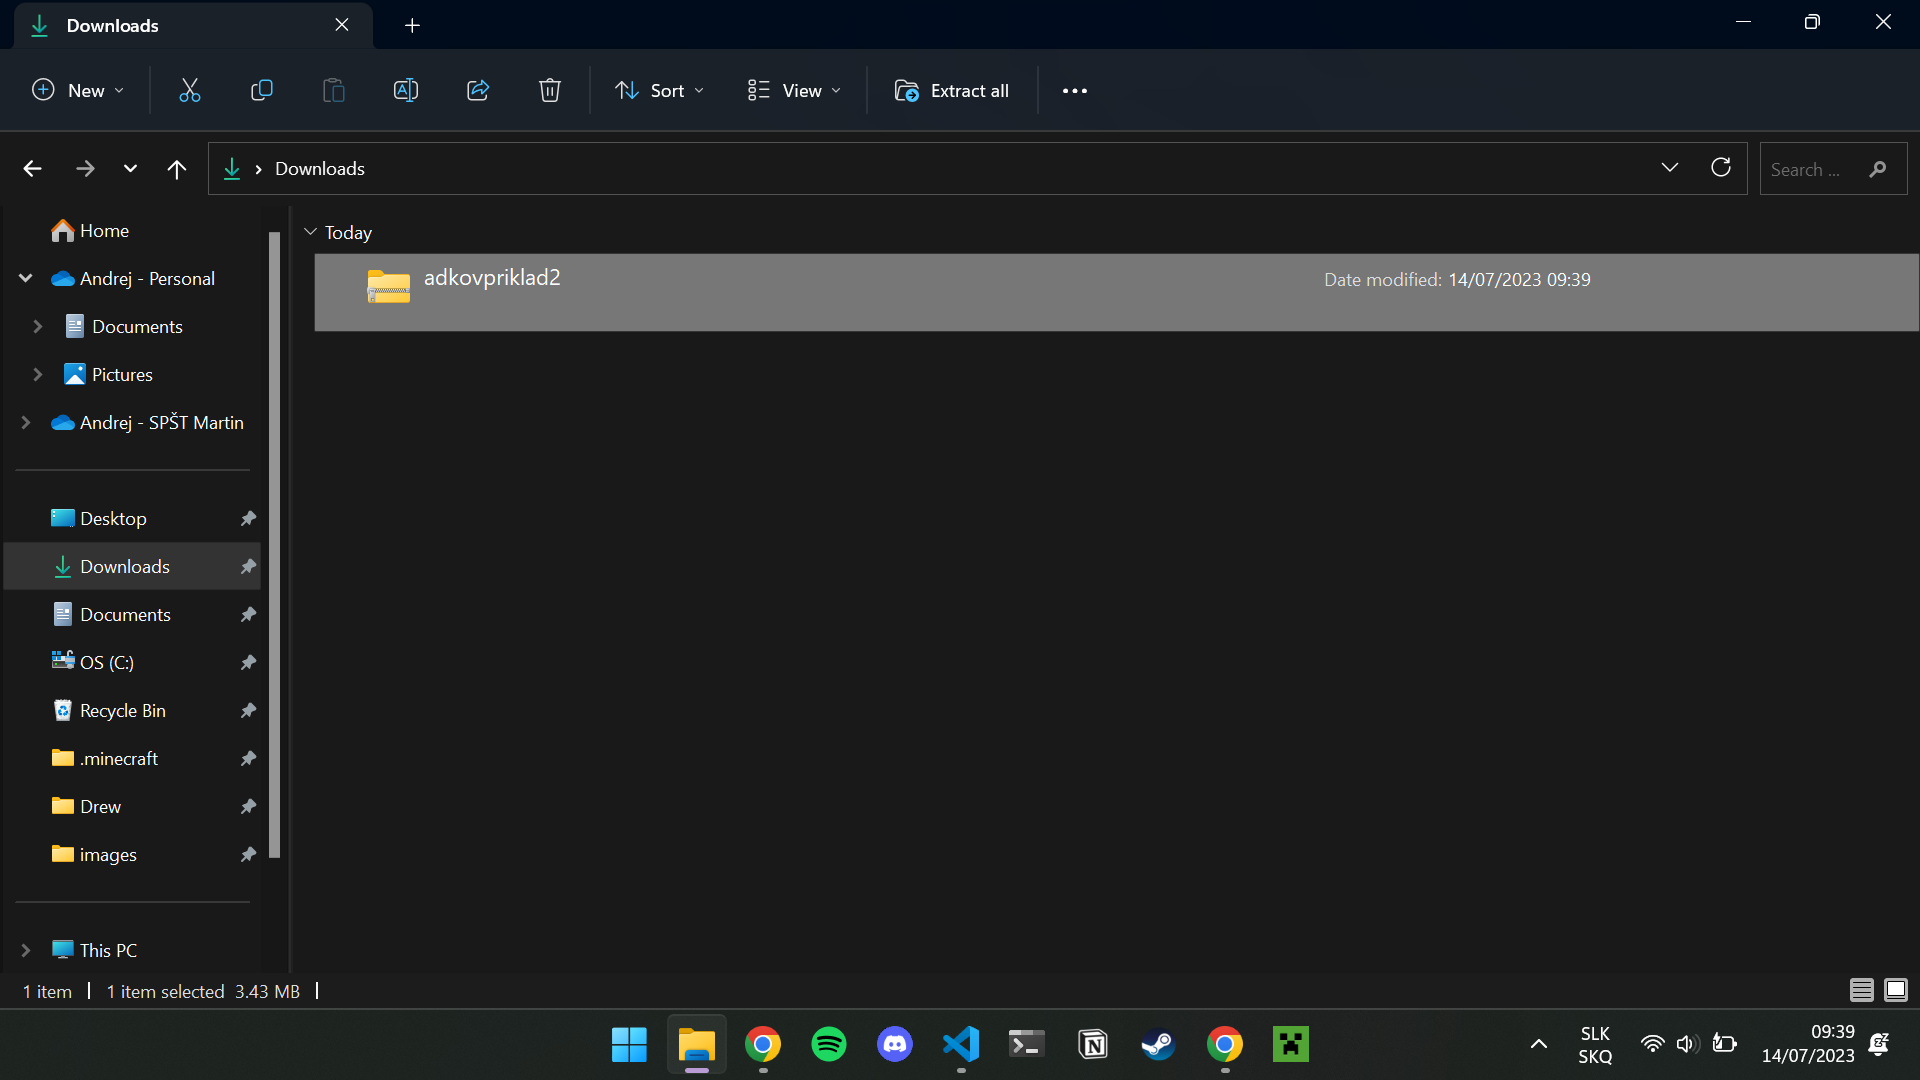 Downloads
New
Sort
View
Extract all
Downloads
Search ...
Home
Andrej - Personal
Documents
Pictures
Andrej - SPŠT Martin
Desktop
Downloads
Documents
OS (C:)
Recycle Bin
.minecraft
Drew
images
This PC
Today
adkovpriklad2
Date modified: 14/07/2023 09:39
1 item
1 item selected 3.43 MB
SLK
SKQ
09:39
14/07/2023